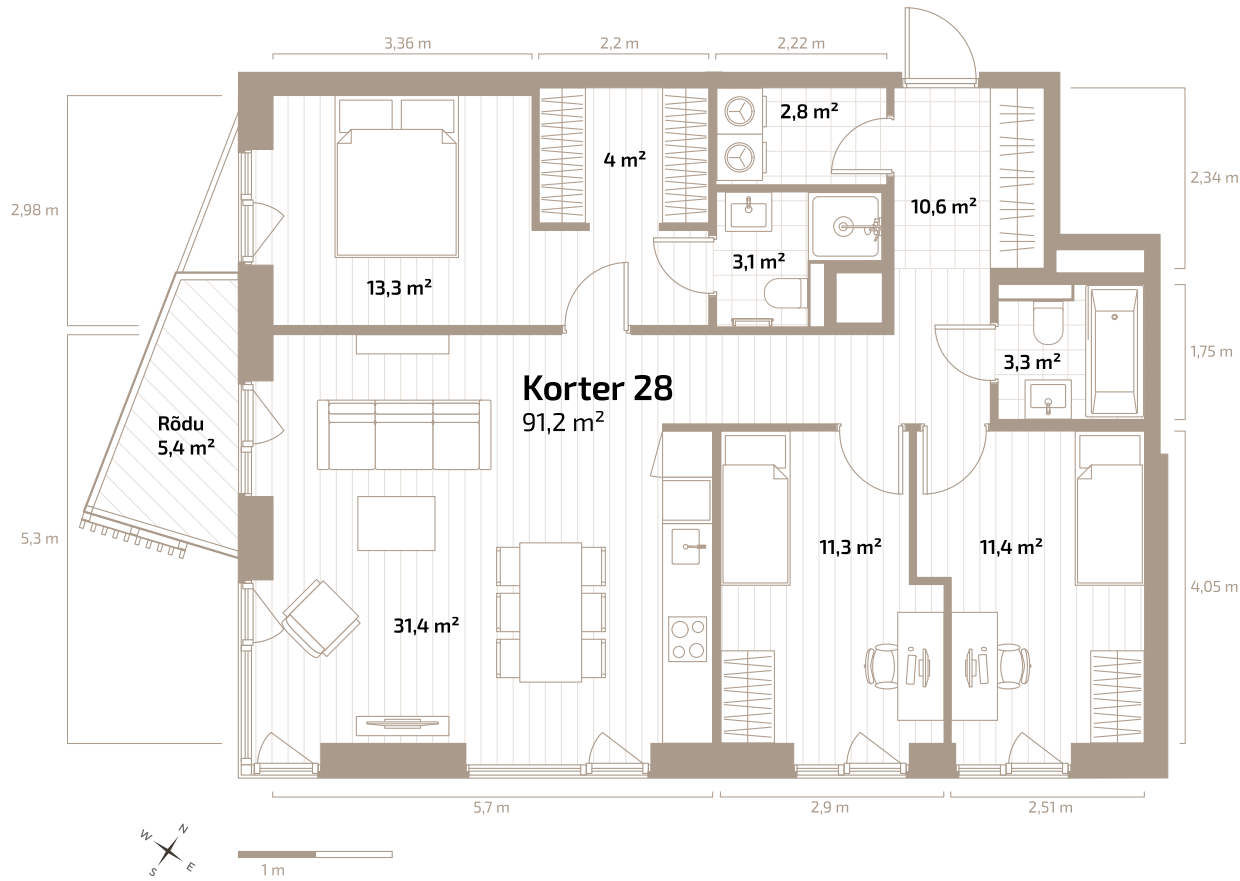 3,36 m
2,2 m
2,22 m
2,8 m²
4 m²
2,34 m
2,98 m
10,6 m²
3,1 m²
13,3 m²
1,75 m
3,3 m²
Korter 28
91,2 m²
Rõdu
5,4 m²
5,3 m
11,3 m²
11,4 m²
4,05 m
31,4 m²
5,7 m
2,9 m
2,51 m
N
W
E
S
1 m